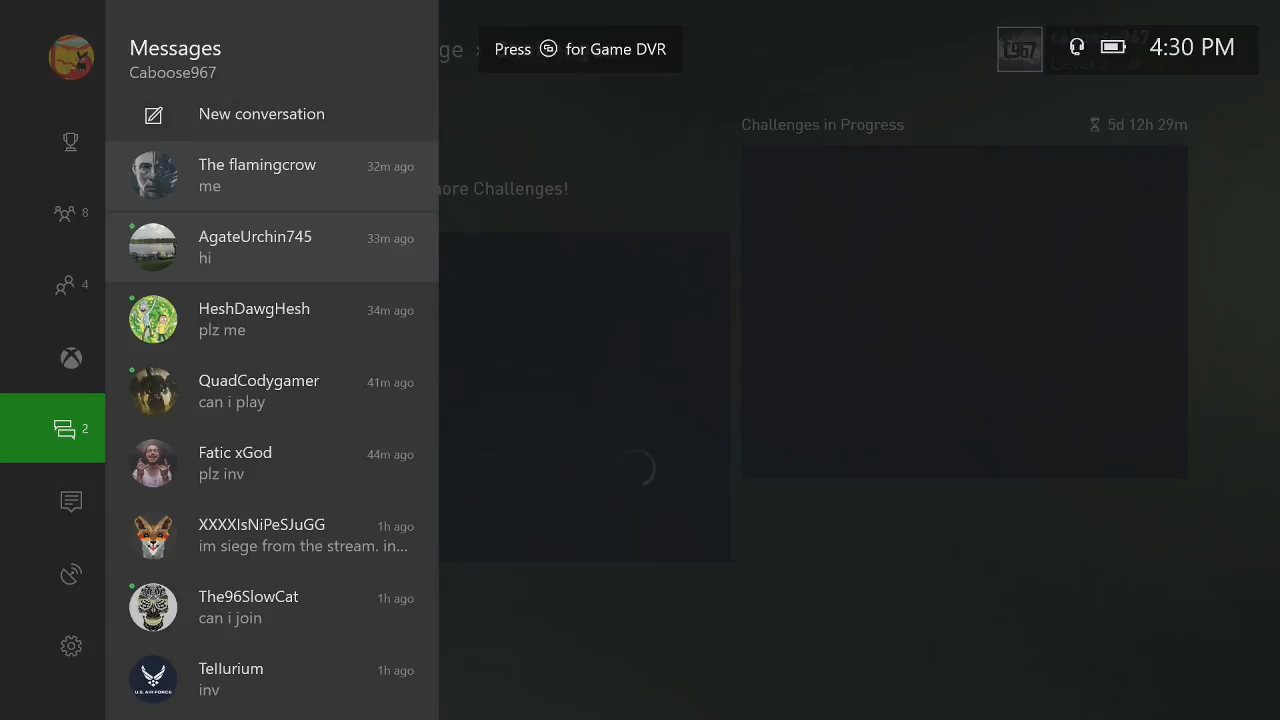 Messages
Caboose967
New conversation
The flamingcrow 32m ago
me
AgateUrchin745 33m ago
hi
HeshDawgHesh 34m ago
plz me
QuadCodygamer 41m ago
can i play
Fatic xGod 44m ago
plz inv
XXXXIsNiPeSJuGG 1h ago
im siege from the stream. in...
The96SlowCat 1h ago
can i join
Tellurium 1h ago
inv
U.S. AIR FORCE
8
4
2
Press for Game DVR
4:30 PM
caboose967
Challenges in Progress 5d 12h 29m
ore Challenges!